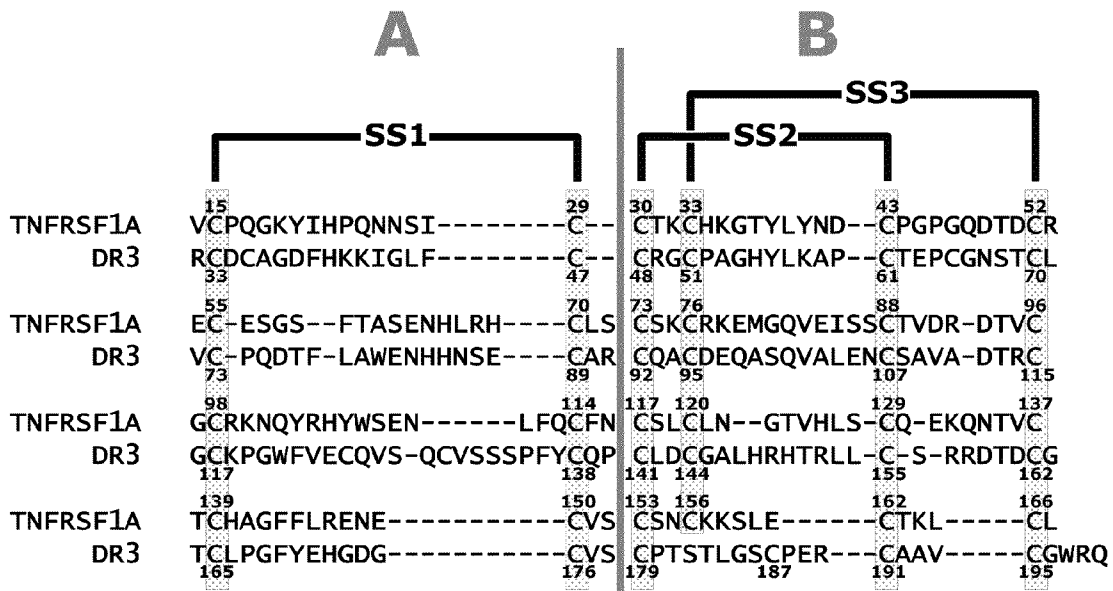 A B
SS3
SS1 SS2
15 29 30 33 43 52
TNFRSF1A VCPQGKYIHPQNNSI---------C-- CTKCHKGTYLYND--CPGPGQDTDCR
DR3 RCDCAGDFHKKIGLF---------C-- CRGCPAGHYLKAP--CTEPCGNSTCL
33 47 48 51 61 70
55 70 73 76 88 96
TNFRSF1A EC-ESGS--FTASENHLRH----CLS CSKCRKEMGQVEISSCTVDR-DTVC
DR3 VC-PQDTF-LAWENHHNSE----CAR CQACDEQASQVALENCSAVA-DTRC
73 89 92 95 107 115
98 114 117 120 129 137
TNFRSF1A GCRKNQYRHYWSEN------LFQCFN CSLCLN--GTVHLS-CQ-EKQNTVC
DR3 GCKPGWFVECQVS-QCVSSSPFYCQP CLDCGALHRHTRLL-C-S-RRDTDCG
117 138 141 144 155 162
139 150 153 156 162 166
TNFRSF1A TCHAGFFLRENE-----------CVS CSNCKKSLE------CTKL-----CL
DR3 TCLPGFYEHGDG-----------CVS CPTSTLGSCPER---CAAV-----CGWRQ
165 176 179 187 191 195